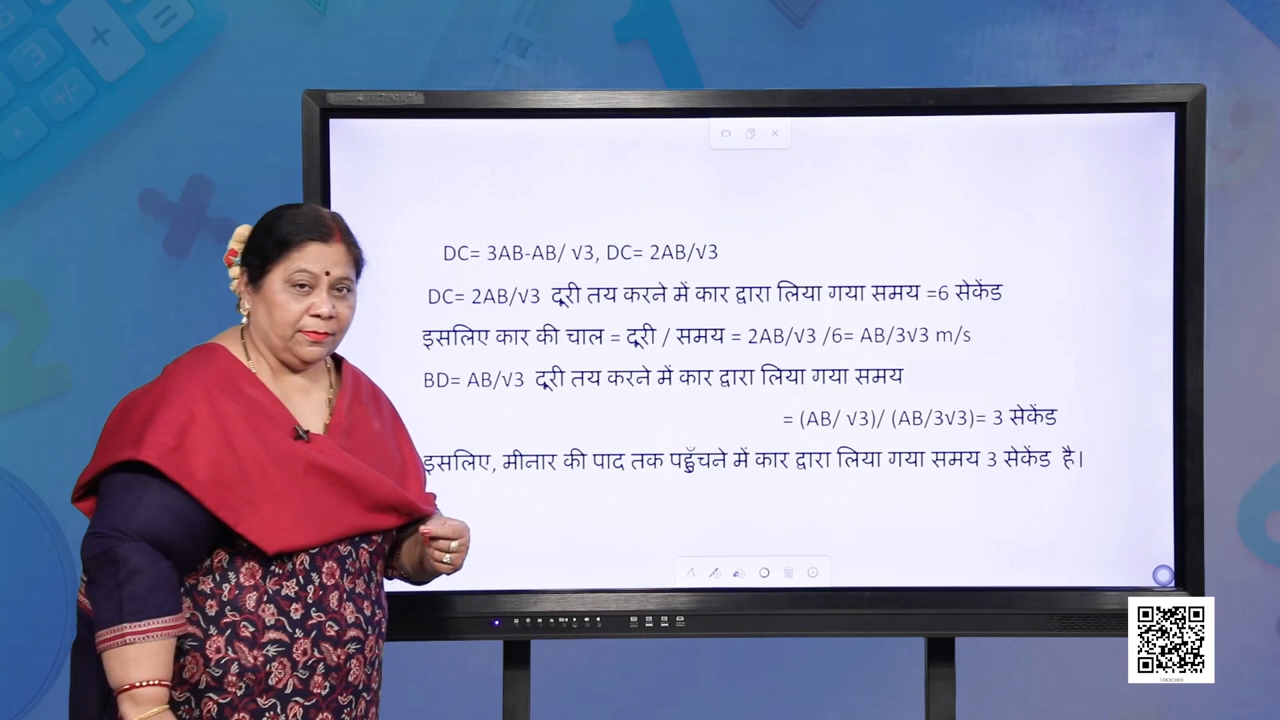 DC= 3AB-AB/ √3, DC= 2AB/√3
DC= 2AB/√3 दूरी तय करने में कार द्वारा लिया गया समय =6 सेकेंड
इसलिए कार की चाल = दूरी / समय = 2AB/√3 /6= AB/3√3 m/s
BD= AB/√3 दूरी तय करने में कार द्वारा लिया गया समय
= (AB/ √3)/ (AB/3√3)= 3 सेकेंड
इसलिए, मीनार की पाद तक पहुँचने में कार द्वारा लिया गया समय 3 सेकेंड है।